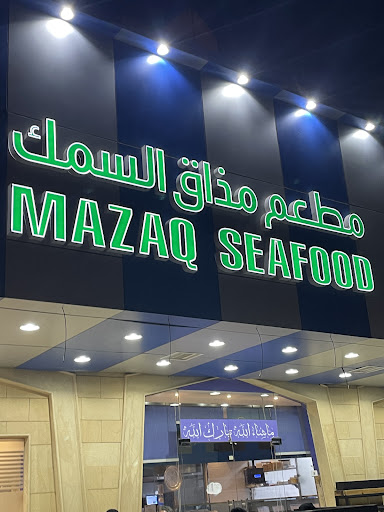 مطعم مذاق السمك
MAZAQ SEAFOOD
ماشاء الله تبارك الله